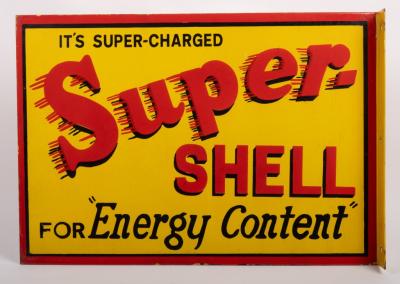 IT'S SUPER-CHARGED
Super-
SHELL
FOR "Energy Content"